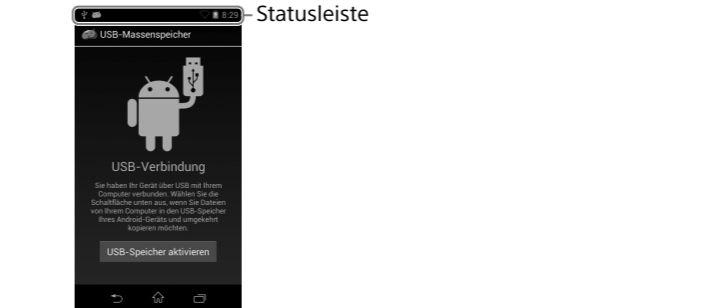 8:29
Statusleiste
USB-Massenspeicher
USB-Verbindung
Sie haben Ihr Gerät über USB mit Ihrem
Computer verbunden. Wählen Sie die
Schaltfläche unten aus, wenn Sie Dateien
von Ihrem Computer in den USB-Speicher
Ihres Android-Geräts und umgekehrt
kopieren möchten.
USB-Speicher aktivieren